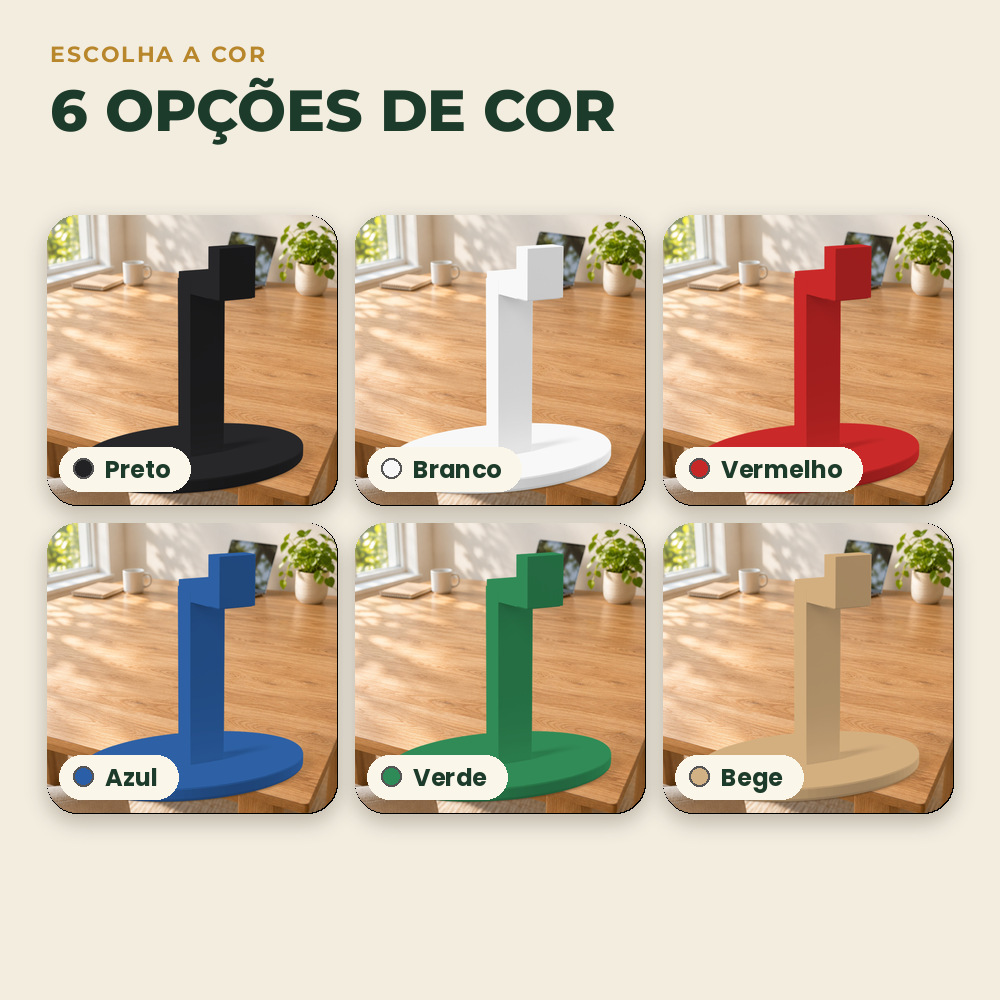 ESCOLHA A COR
6 OPÇÕES DE COR
Preto
Branco
Vermelho
Azul
Verde
Bege